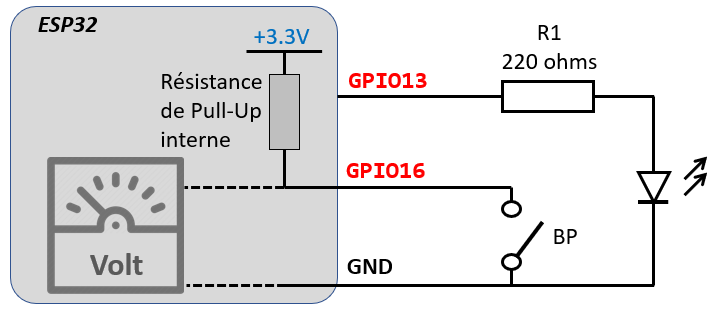 ESP32
+3.3V
Résistance
de Pull-Up
interne
GPIO13
R1
220 ohms
GPIO16
BP
Volt
GND